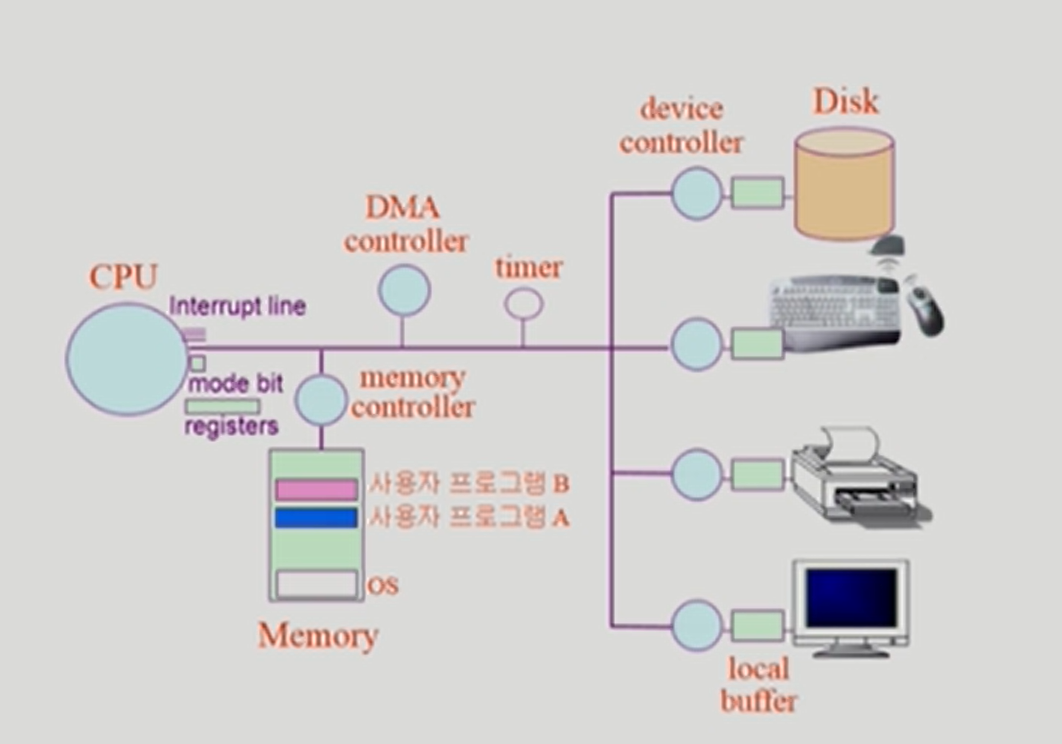 device
controller
Disk
DMA
controller
timer
CPU
Interrupt line
mode bit
registers
memory
controller
사용자 프로그램 B
사용자 프로그램 A
OS
Memory
local
buffer